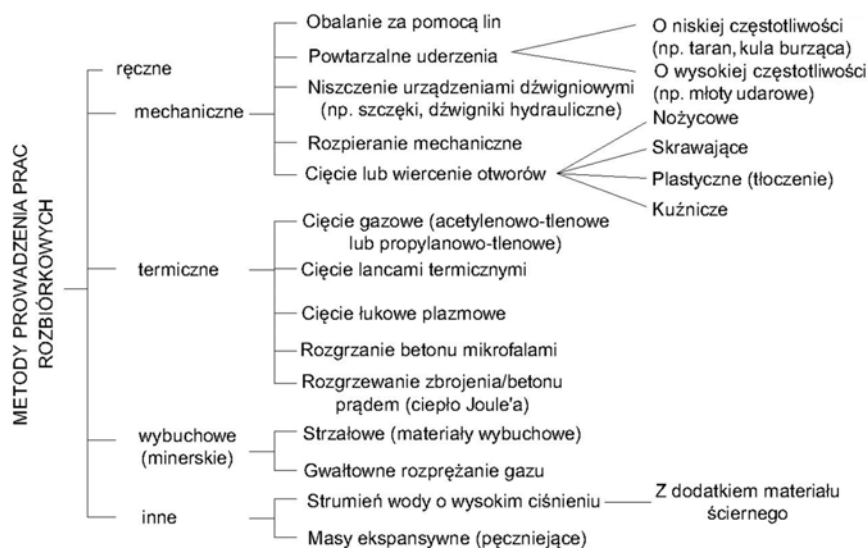 METODY PROWADZENIA PRAC
ROZBIÓRKOWYCH
ręczne
mechaniczne
Obalanie za pomocą lin
Powtarzalne uderzenia
O niskiej częstotliwości
(np. taran, kula burząca)
O wysokiej częstotliwości
(np. młoty udarowe)
Niszczenie urządzeniami dźwigniowymi
(np. szczęki, dźwigniki hydrauliczne)
Rozpieranie mechaniczne
Cięcie lub wiercenie otworów
Nożycowe
Skrawające
Plastyczne (tłoczenie)
Kuźnicze
termiczne
Cięcie gazowe (acetylenowo-tlenowe
lub propylanowo-tlenowe)
Cięcie lancami termicznymi
Cięcie łukowe plazmowe
Rozgrzanie betonu mikrofalami
Rozgrzewanie zbrojenia/betonu
prądem (ciepło Joule'a)
wybuchowe
(minerskie)
Strzałowe (materiały wybuchowe)
Gwałtowne rozprężanie gazu
inne
Strumień wody o wysokim ciśnieniu
Z dodatkiem materiału
ściernego
Masy ekspansywne (pęczniejące)